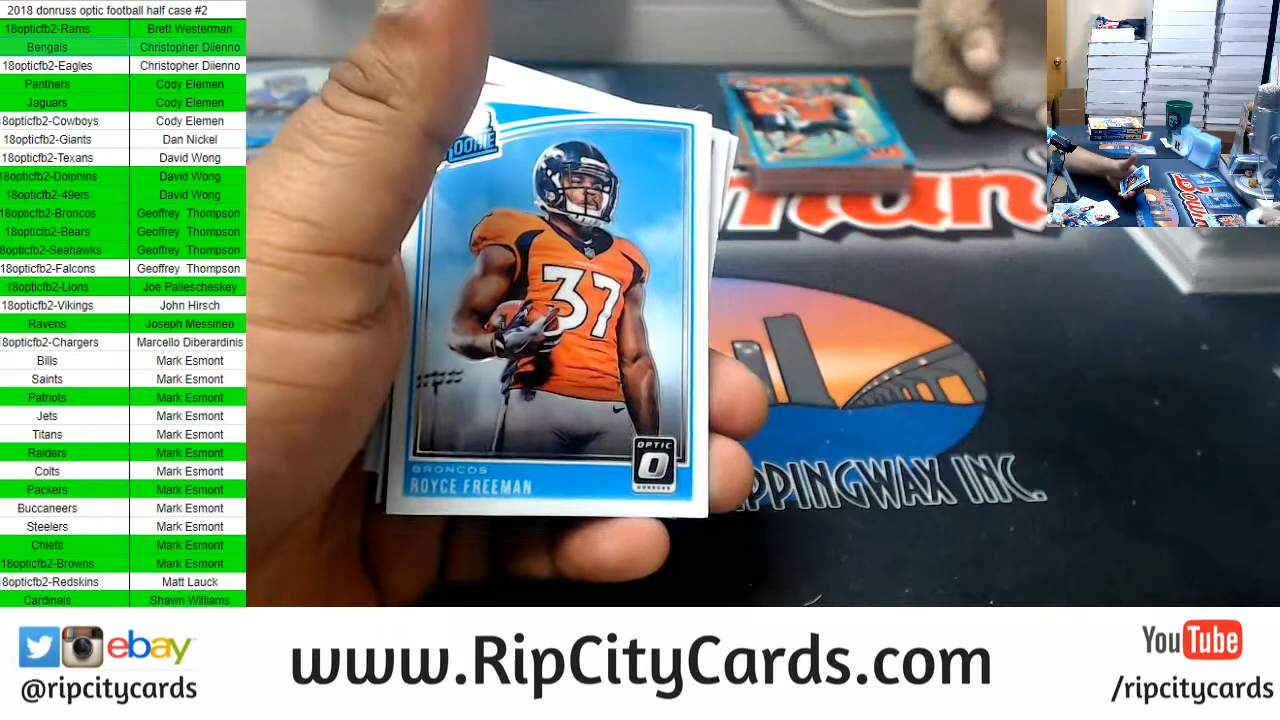 2018 donruss optic football half case #2
18opticfb2-Rams Brett Westerman
Bengals Christopher Diienno
18opticfb2-Eagles Christopher Diienno
Panthers Cody Elemen
Jaguars Cody Elemen
18opticfb2-Cowboys Cody Elemen
18opticfb2-Giants Dan Nickel
18opticfb2-Texans David Wong
18opticfb2-Dolphins David Wong
18opticfb2-49ers David Wong
18opticfb2-Broncos Geoffrey Thompson
18opticfb2-Bears Geoffrey Thompson
8opticfb2-Seahawks Geoffrey Thompson
18opticfb2-Falcons Geoffrey Thompson
18opticfb2-Lions Joe Paliescheskey
18opticfb2-Vikings John Hirsch
Ravens Joseph Messineo
8opticfb2-Chargers Marcello Diberardinis
Bills Mark Esmont
Saints Mark Esmont
Patriots Mark Esmont
Jets Mark Esmont
Titans Mark Esmont
Raiders Mark Esmont
Colts Mark Esmont
Packers Mark Esmont
Buccaneers Mark Esmont
Steelers Mark Esmont
Chiefs Mark Esmont
18opticfb2-Browns Mark Esmont
8opticfb2-Redskins Matt Lauck
Cardinals Shawn Williams
ROOKIE
37
OPTIC
O
DONRUSS
BRONCOS
ROYCE FREEMAN
PPINGWAX INC.
ebay
@ripcitycards
www.RipCityCards.com
YouTube
/ripcitycards